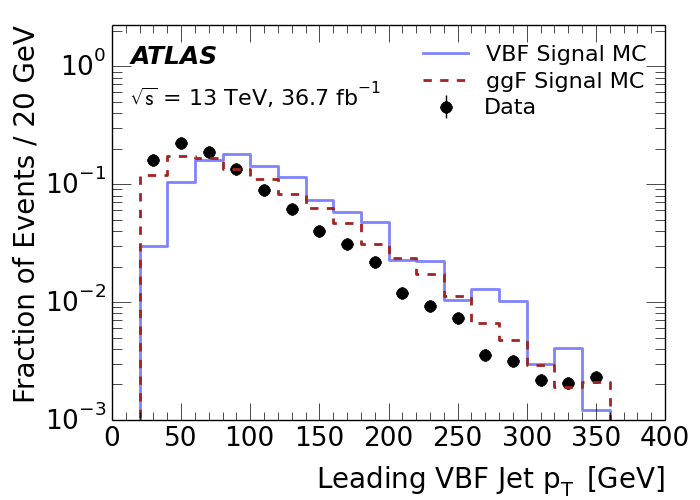 ATLAS
√s = 13 TeV, 36.7 fb⁻¹
VBF Signal MC
ggF Signal MC
Data
Fraction of Events / 20 GeV
10⁰
10⁻¹
10⁻²
10⁻³
0 50 100 150 200 250 300 350 400
Leading VBF Jet p_T [GeV]